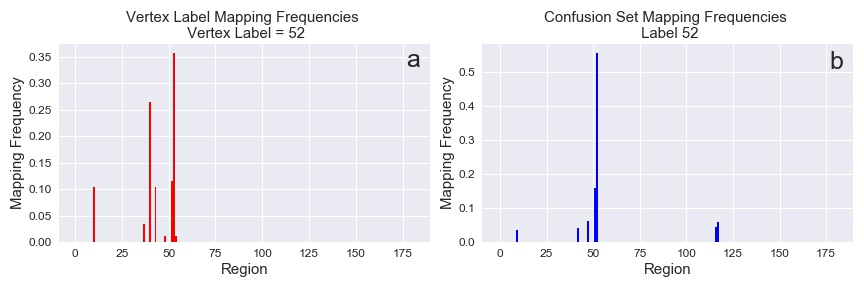 Vertex Label Mapping Frequencies
Vertex Label = 52
a
Mapping Frequency
0.35
0.30
0.25
0.20
0.15
0.10
0.05
0.00
0 25 50 75 100 125 150 175
Region
Confusion Set Mapping Frequencies
Label 52
b
Mapping Frequency
0.5
0.4
0.3
0.2
0.1
0.0
0 25 50 75 100 125 150 175
Region